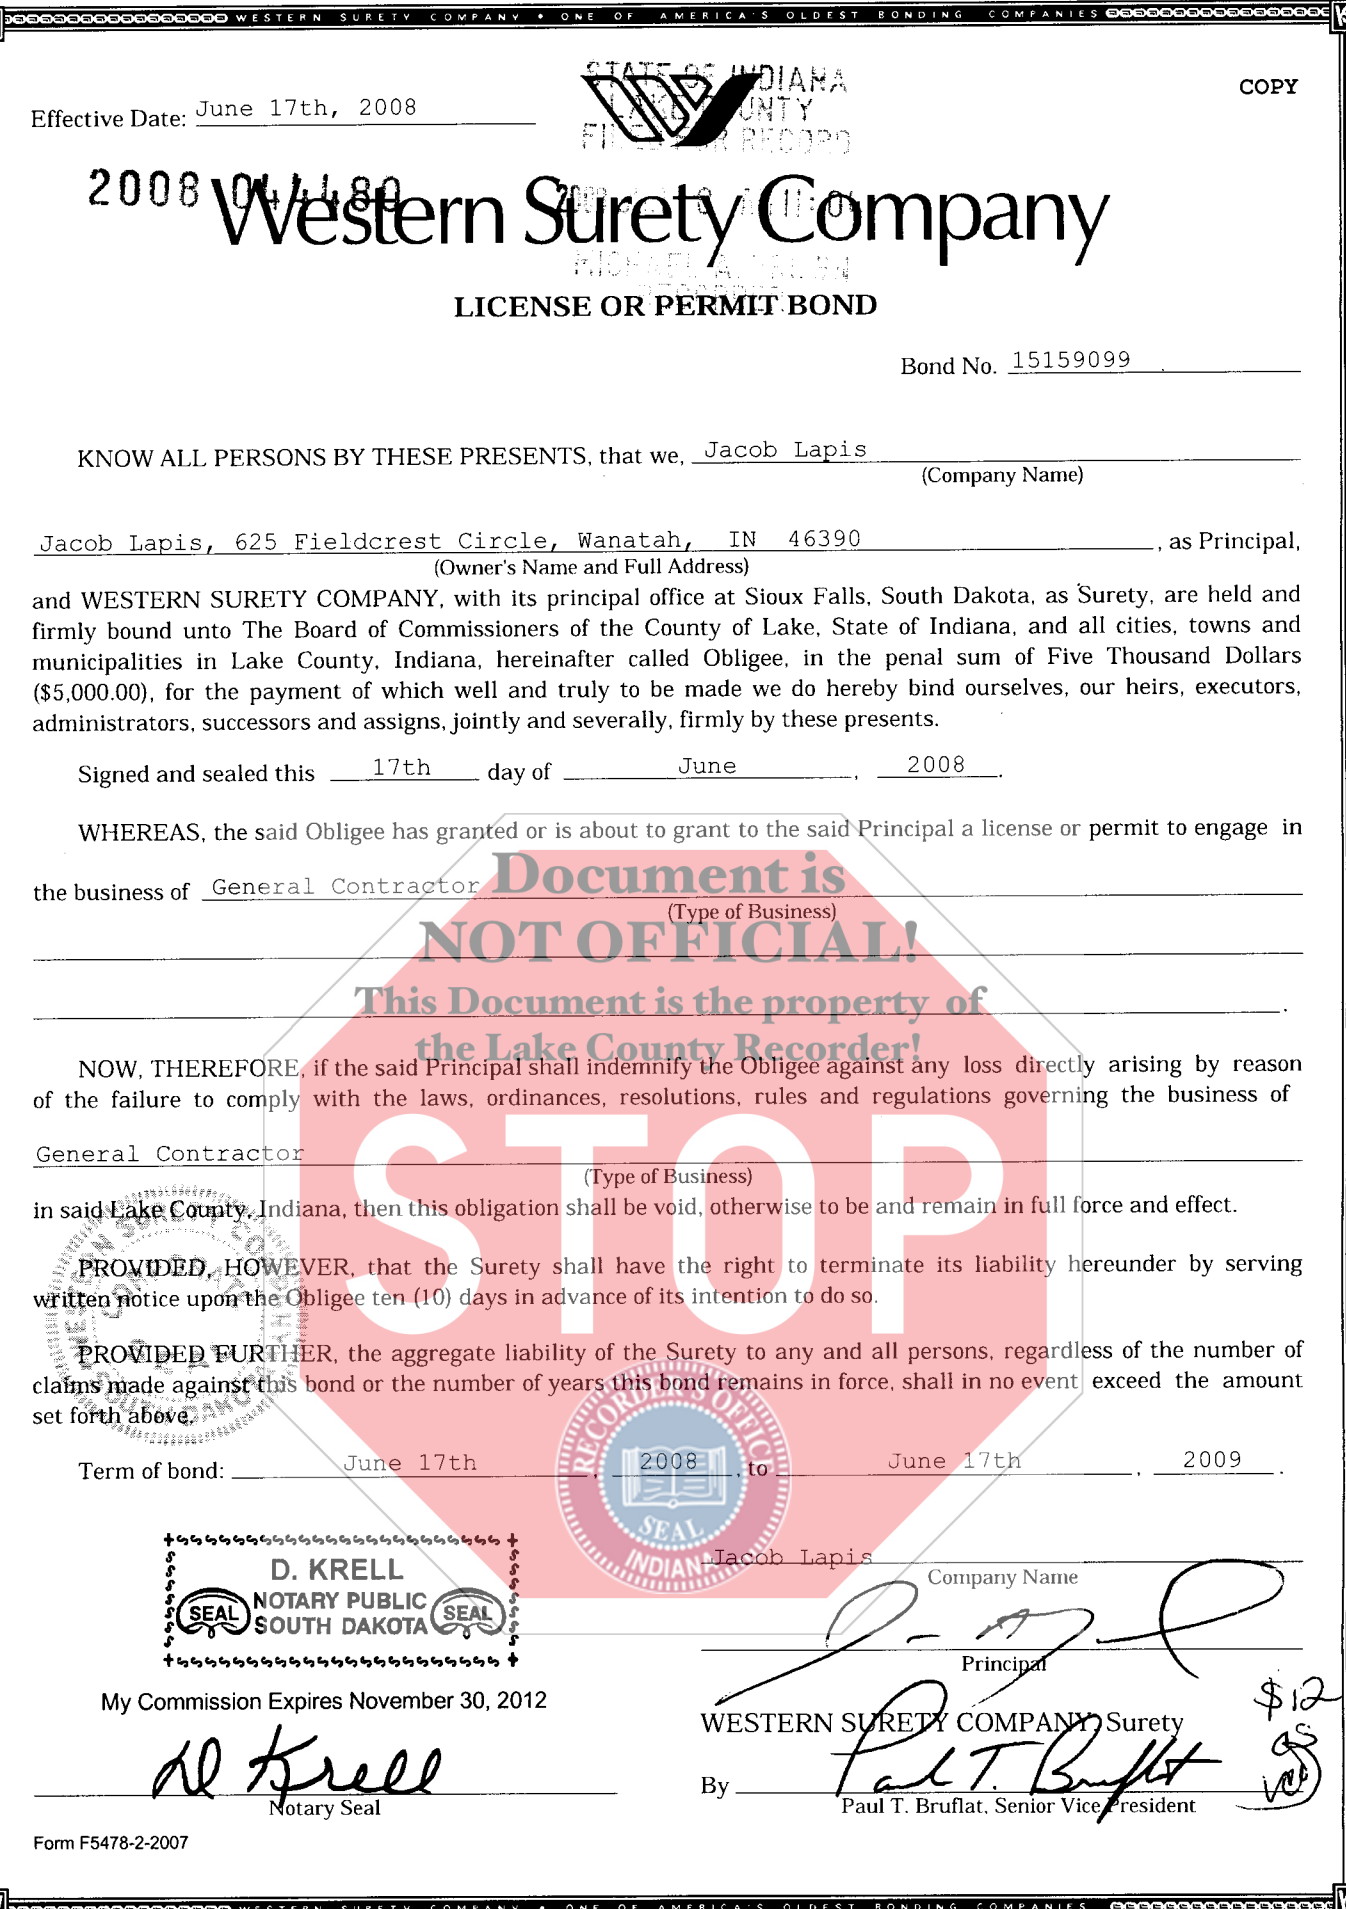 WESTERN SURETY COMPANY • ONE OF AMERICA'S OLDEST BONDING COMPANIES
STATE OF INDIANA
LAKE COUNTY
FILED FOR RECORD
COPY
Effective Date: June 17th, 2008
2008
Western Surety Company
LICENSE OR PERMIT BOND
Bond No. 15159099
KNOW ALL PERSONS BY THESE PRESENTS, that we, Jacob Lapis
(Company Name)
Jacob Lapis, 625 Fieldcrest Circle, Wanatah, IN 46390, as Principal,
(Owner's Name and Full Address)
and WESTERN SURETY COMPANY, with its principal office at Sioux Falls, South Dakota, as Surety, are held and
firmly bound unto The Board of Commissioners of the County of Lake, State of Indiana, and all cities, towns and
municipalities in Lake County, Indiana, hereinafter called Obligee, in the penal sum of Five Thousand Dollars
($5,000.00), for the payment of which well and truly to be made we do hereby bind ourselves, our heirs, executors,
administrators, successors and assigns, jointly and severally, firmly by these presents.
Signed and sealed this 17th day of June, 2008.
WHEREAS, the said Obligee has granted or is about to grant to the said Principal a license or permit to engage in
the business of General Contractor
(Type of Business)
Document is
NOT OFFICIAL!
This Document is the property of
the Lake County Recorder!
NOW, THEREFORE, if the said Principal shall indemnify the Obligee against any loss directly arising by reason
of the failure to comply with the laws, ordinances, resolutions, rules and regulations governing the business of
General Contractor
(Type of Business)
STOP
in said Lake County, Indiana, then this obligation shall be void, otherwise to be and remain in full force and effect.
PROVIDED, HOWEVER, that the Surety shall have the right to terminate its liability hereunder by serving
written notice upon the Obligee ten (10) days in advance of its intention to do so.
PROVIDED FURTHER, the aggregate liability of the Surety to any and all persons, regardless of the number of
claims made against this bond or the number of years this bond remains in force, shall in no event exceed the amount
set forth above.
Term of bond: June 17th, 2008, to June 17th, 2009.
RECORDER'S OFFICE
SEAL
INDIANA
D. KRELL
NOTARY PUBLIC
SOUTH DAKOTA
SEAL SEAL
My Commission Expires November 30, 2012
D Krell
Notary Seal
Jacob Lapis
Company Name
Principal
WESTERN SURETY COMPANY, Surety
By Paul T. Bruflat
Paul T. Bruflat, Senior Vice President
$12
Form F5478-2-2007
WESTERN SURETY COMPANY • ONE OF AMERICA'S OLDEST BONDING COMPANIES